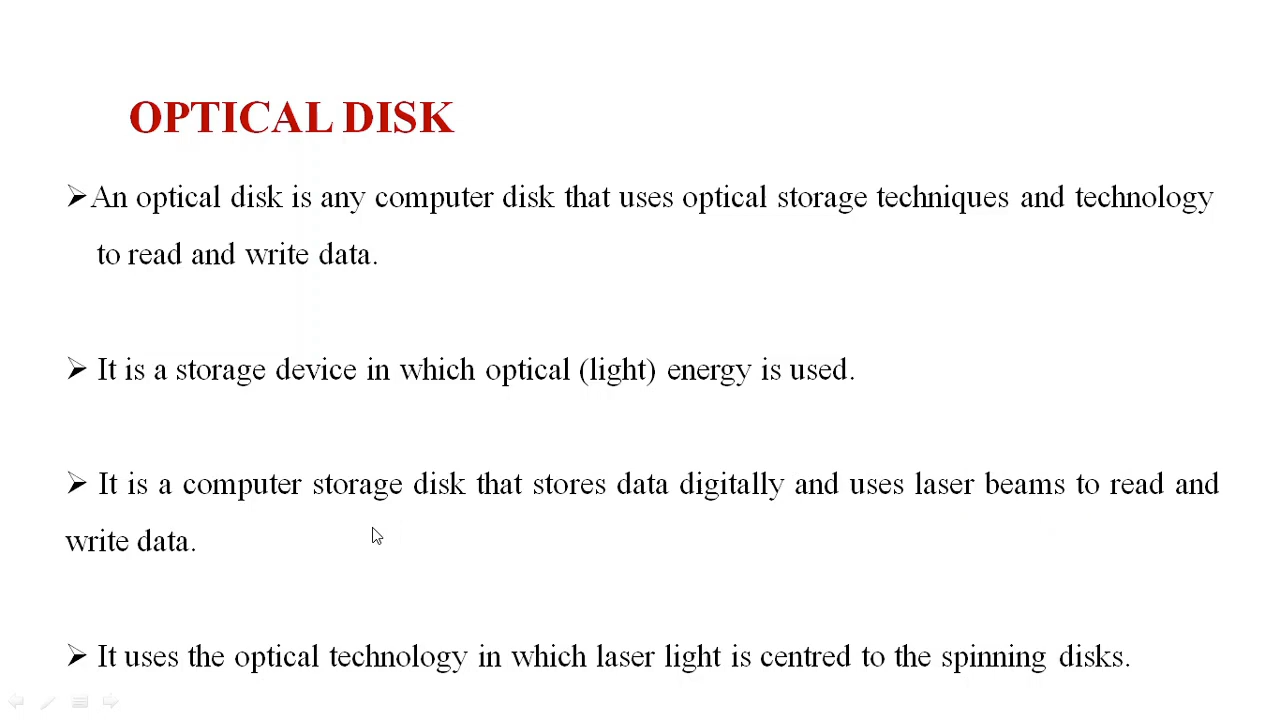 OPTICAL DISK
➢An optical disk is any computer disk that uses optical storage techniques and technology
to read and write data.
➢ It is a storage device in which optical (light) energy is used.
➢ It is a computer storage disk that stores data digitally and uses laser beams to read and
write data.
➢ It uses the optical technology in which laser light is centred to the spinning disks.